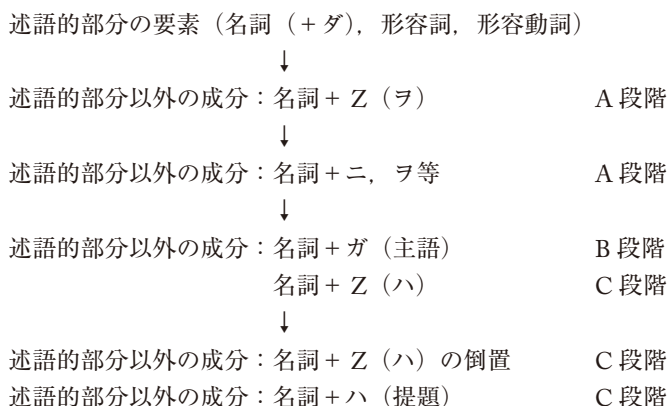 述語的部分の要素(名詞(+ダ),形容詞,形容動詞)
↓
述語的部分以外の成分:名詞+Z(ヲ) A段階
↓
述語的部分以外の成分:名詞+ニ,ヲ等 A段階
↓
述語的部分以外の成分:名詞+ガ(主語) B段階
名詞+Z(ハ) C段階
↓
述語的部分以外の成分:名詞+Z(ハ)の倒置 C段階
述語的部分以外の成分:名詞+ハ(提題) C段階